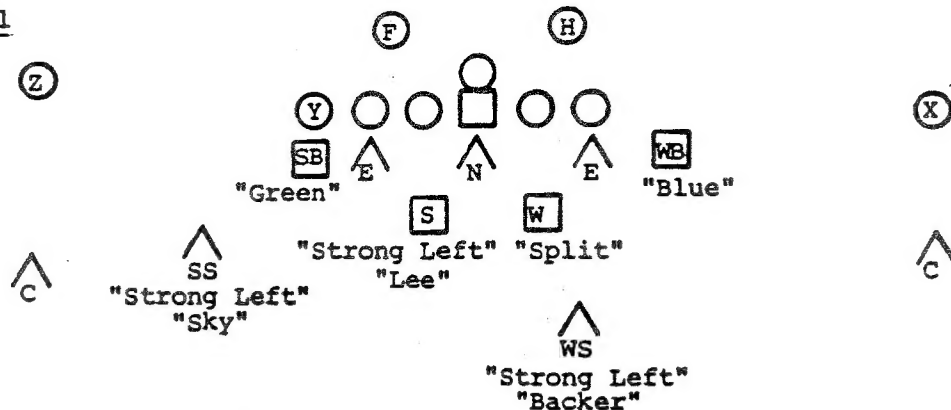 1
F H
Z
Y X
SB E N E WB
"Green" "Blue"
S W
"Strong Left" "Split"
"Lee"
C SS C
"Strong Left"
"Sky"
WS
"Strong Left"
"Backer"